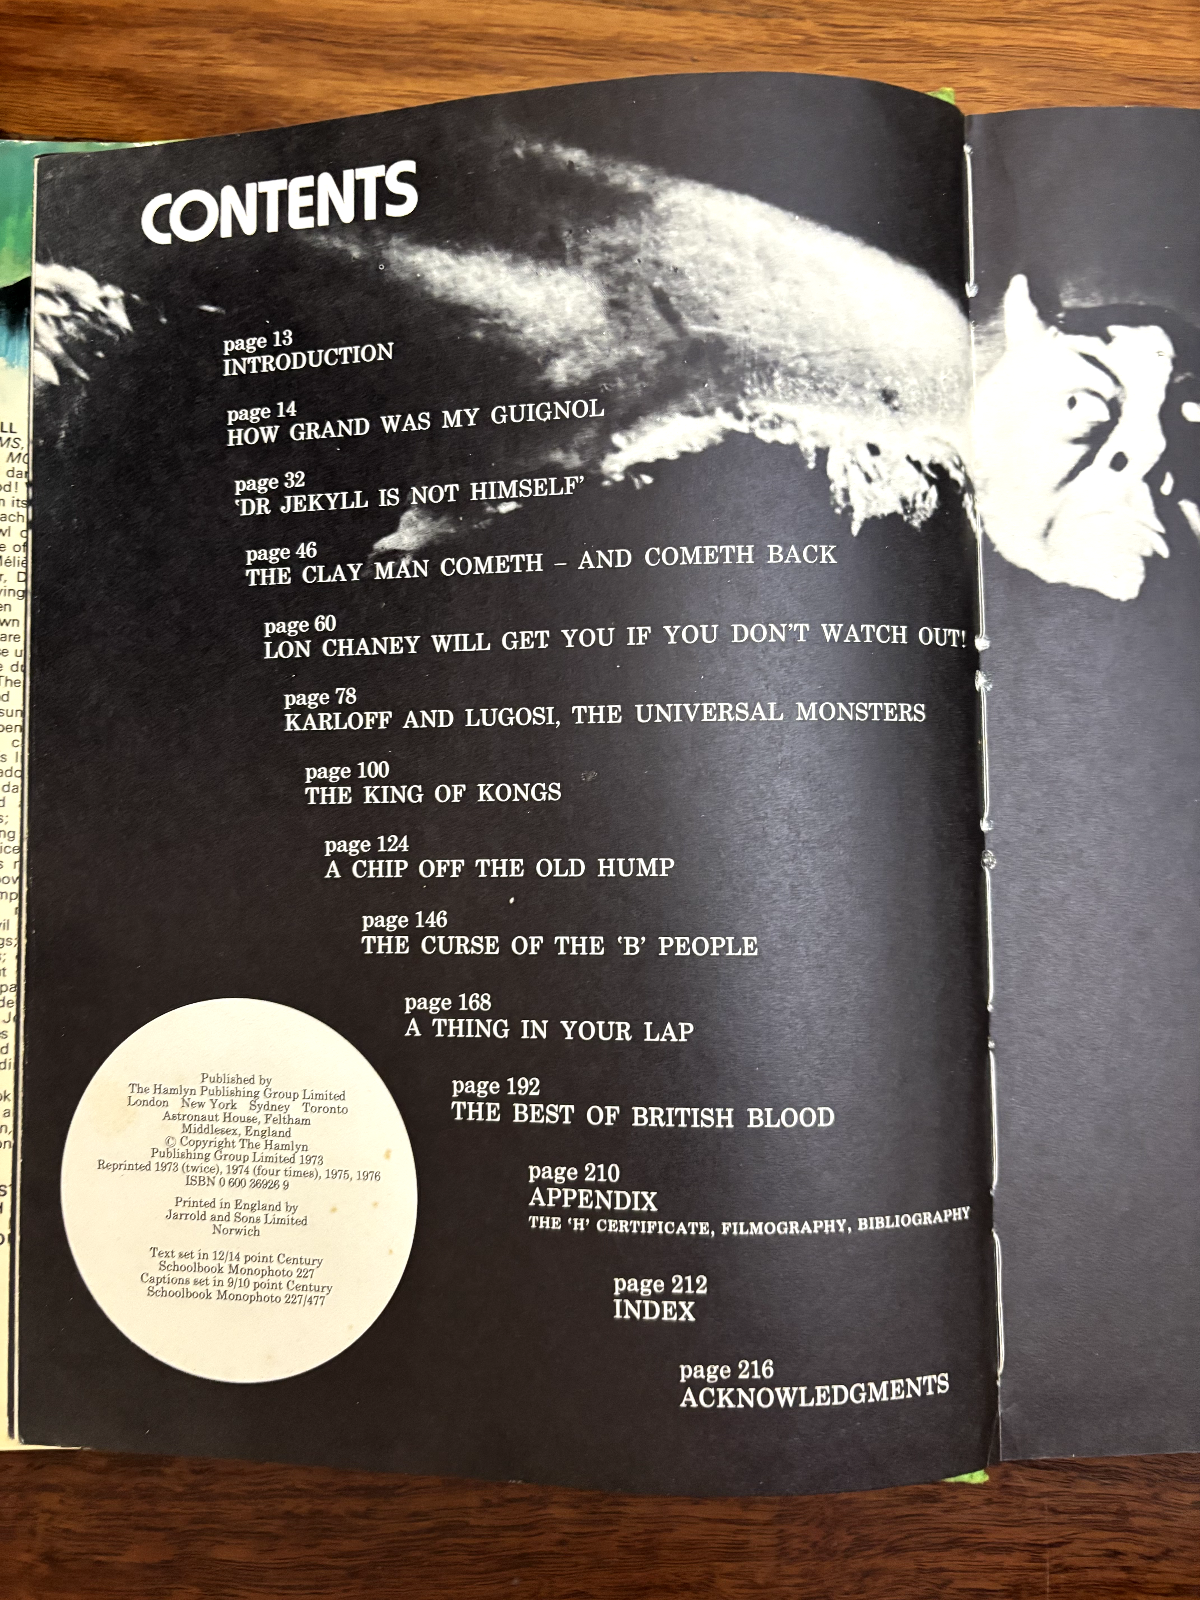 CONTENTS
page 13
INTRODUCTION
page 14
HOW GRAND WAS MY GUIGNOL
page 32
‘DR JEKYLL IS NOT HIMSELF’
page 46
THE CLAY MAN COMETH – AND COMETH BACK
page 60
LON CHANEY WILL GET YOU IF YOU DON’T WATCH OUT!
page 78
KARLOFF AND LUGOSI, THE UNIVERSAL MONSTERS
page 100
THE KING OF KONGS
page 124
A CHIP OFF THE OLD HUMP
page 146
THE CURSE OF THE ‘B’ PEOPLE
page 168
A THING IN YOUR LAP
page 192
THE BEST OF BRITISH BLOOD
page 210
APPENDIX
THE ‘H’ CERTIFICATE, FILMOGRAPHY, BIBLIOGRAPHY
page 212
INDEX
page 216
ACKNOWLEDGMENTS
Published by
The Hamlyn Publishing Group Limited
London New York Sydney Toronto
Astronaut House, Feltham
Middlesex, England
© Copyright The Hamlyn
Publishing Group Limited 1973
Reprinted 1973 (twice), 1974 (four times), 1975, 1976
ISBN 0 600 36926 9
Printed in England by
Jarrold and Sons Limited
Norwich
Text set in 12/14 point Century
Schoolbook Monophoto 227
Captions set in 9/10 point Century
Schoolbook Monophoto 227/477